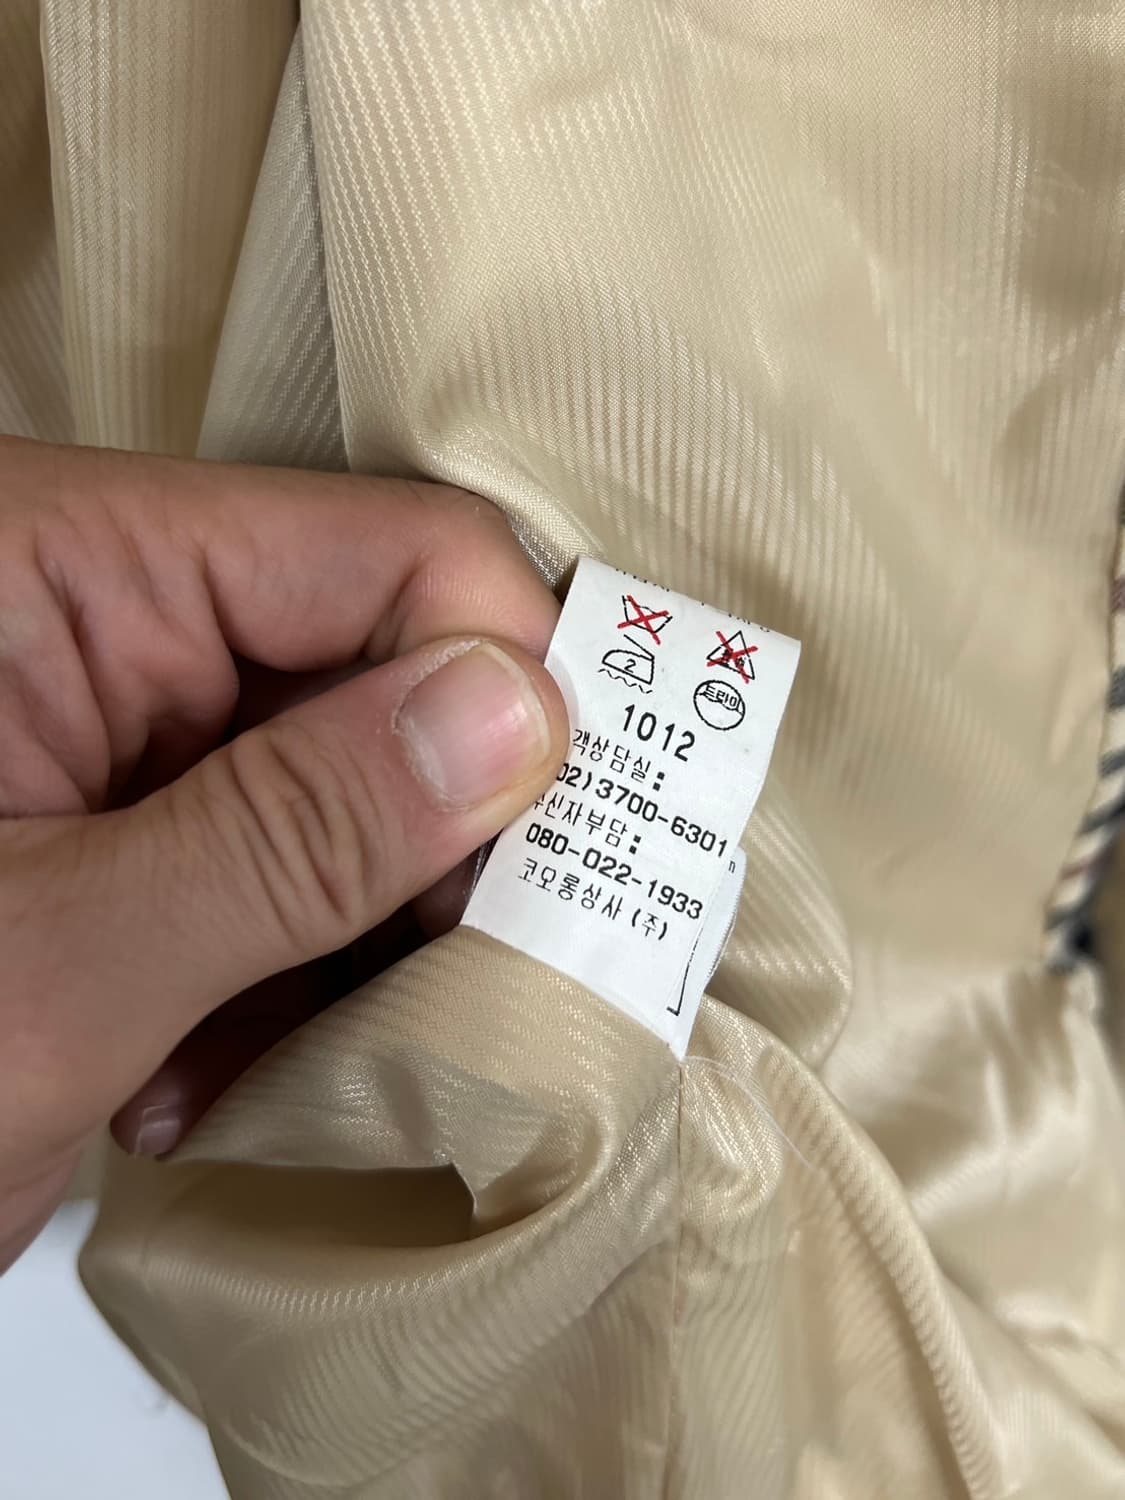 2
드라이
1012
객상담실:
02)3700-6301
수신자부담:
080-022-1933
코오롱상사(주)
n